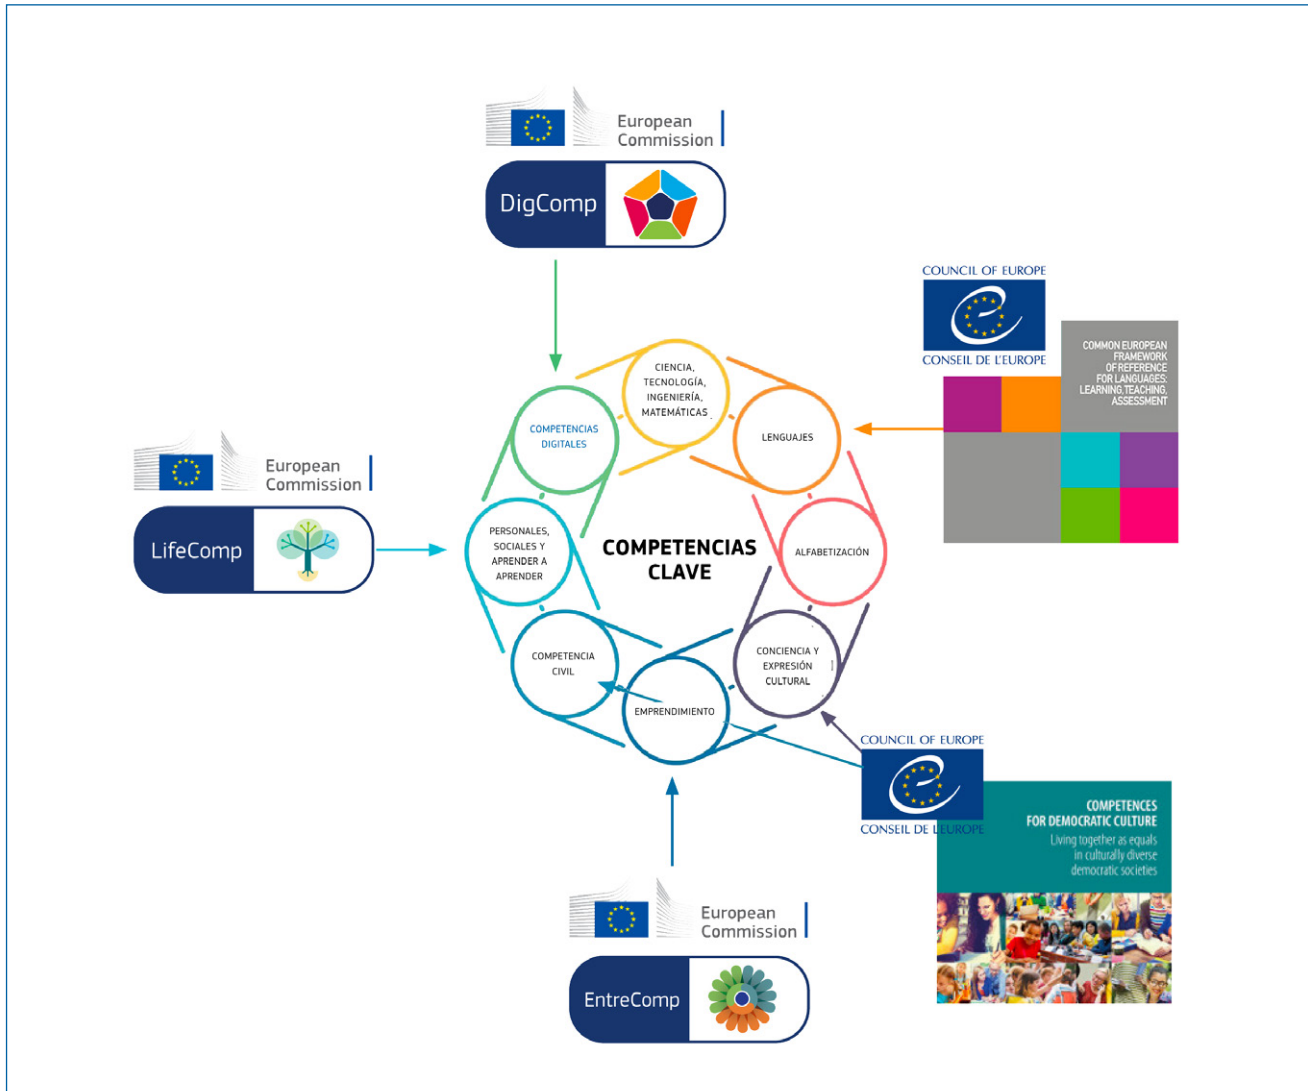 European
Commission
DigComp
COUNCIL OF EUROPE
CONSEIL DE L'EUROPE
COMMON EUROPEAN
FRAMEWORK
OF REFERENCE
FOR LANGUAGES:
LEARNING, TEACHING,
ASSESSMENT
CIENCIA,
TECNOLOGÍA,
INGENIERÍA,
MATEMÁTICAS
COMPETENCIAS
DIGITALES
LENGUAJES
European
Commission
LifeComp
PERSONALES,
SOCIALES Y
APRENDER A
APRENDER
COMPETENCIAS
CLAVE
ALFABETIZACIÓN
COMPETENCIA
CIVIL
CONCIENCIA Y
EXPRESIÓN
CULTURAL
EMPRENDIMIENTO
COUNCIL OF EUROPE
CONSEIL DE L'EUROPE
COMPETENCES
FOR DEMOCRATIC CULTURE
Living together as equals
in culturally diverse
democratic societies
European
Commission
EntreComp